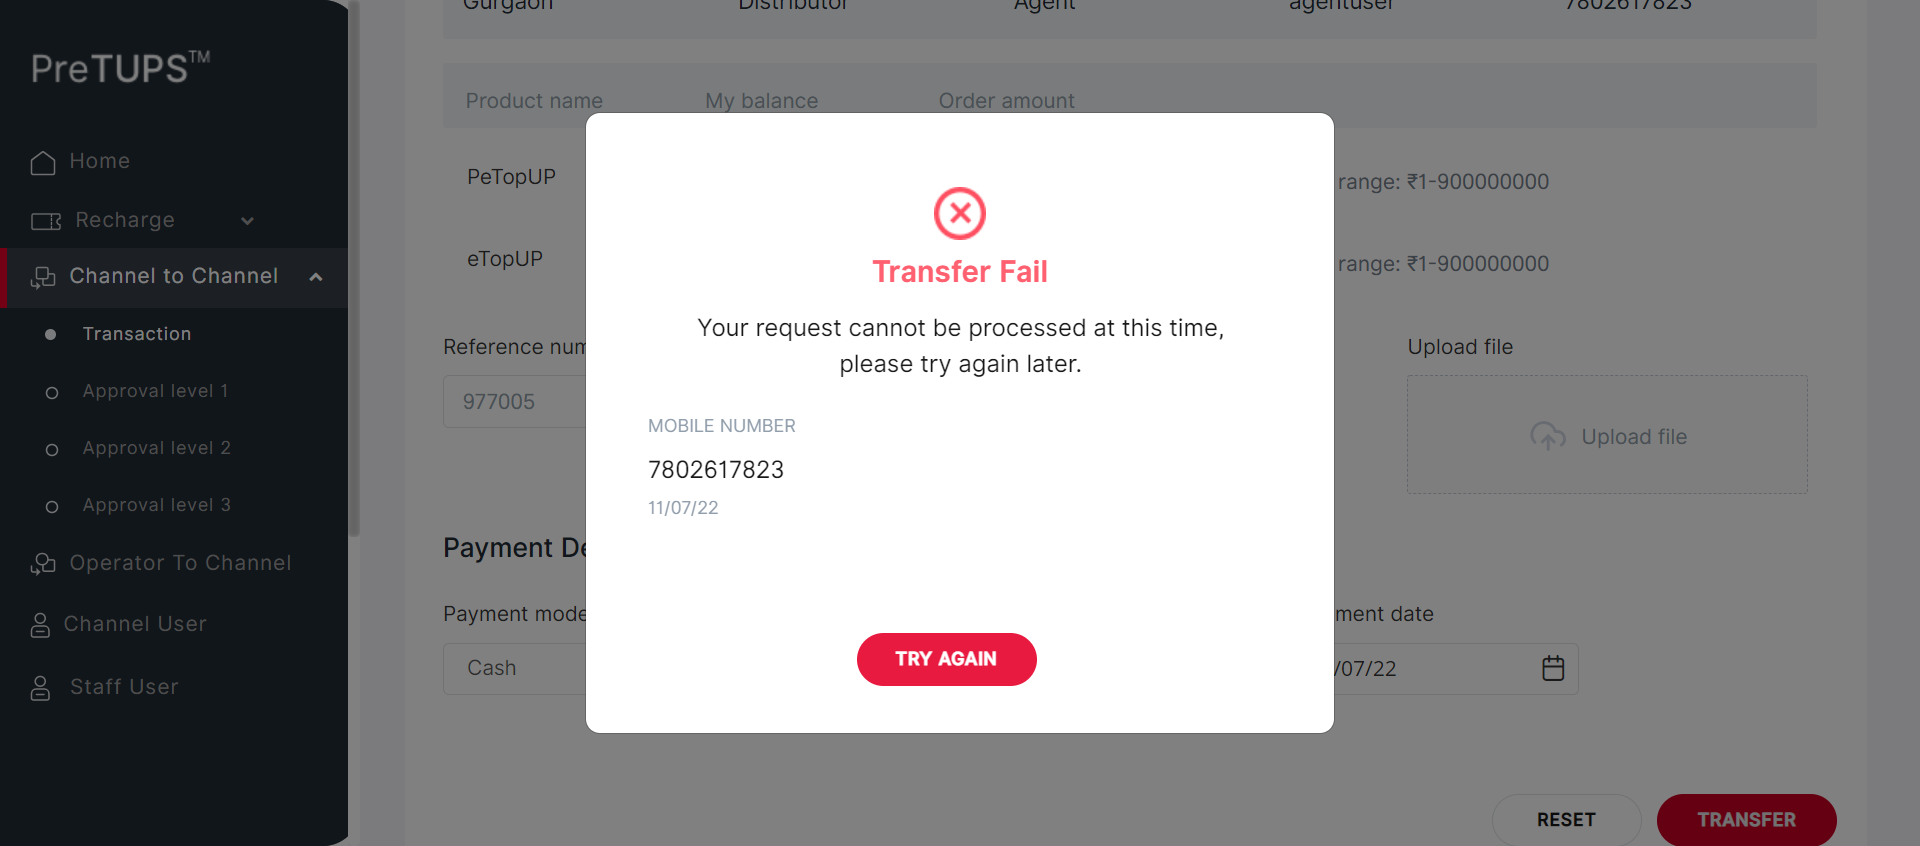 Gurgaon Distributor Agent agentuser 7802617823
PreTUPS™
Product name My balance Order amount
Home
PeTopUP range: ₹1-900000000
Recharge
eTopUP range: ₹1-900000000
Channel to Channel
Transaction
Approval level 1
Approval level 2
Approval level 3
Operator To Channel
Channel User
Staff User
Transfer Fail
Your request cannot be processed at this time,
please try again later.
MOBILE NUMBER
7802617823
11/07/22
TRY AGAIN
Reference num
977005
Upload file
Upload file
Payment De
Payment mode
Cash
ment date
/07/22
RESET TRANSFER